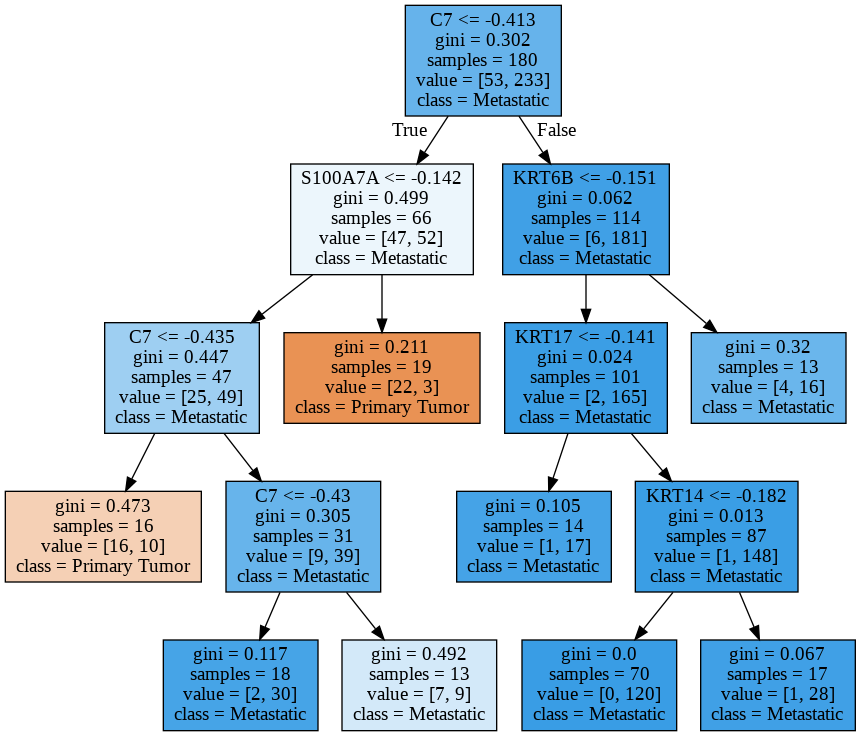 C7 <= -0.413
gini = 0.302
samples = 180
value = [53, 233]
class = Metastatic
True
False
S100A7A <= -0.142
gini = 0.499
samples = 66
value = [47, 52]
class = Metastatic
KRT6B <= -0.151
gini = 0.062
samples = 114
value = [6, 181]
class = Metastatic
C7 <= -0.435
gini = 0.447
samples = 47
value = [25, 49]
class = Metastatic
gini = 0.211
samples = 19
value = [22, 3]
class = Primary Tumor
KRT17 <= -0.141
gini = 0.024
samples = 101
value = [2, 165]
class = Metastatic
gini = 0.32
samples = 13
value = [4, 16]
class = Metastatic
gini = 0.473
samples = 16
value = [16, 10]
class = Primary Tumor
C7 <= -0.43
gini = 0.305
samples = 31
value = [9, 39]
class = Metastatic
gini = 0.105
samples = 14
value = [1, 17]
class = Metastatic
KRT14 <= -0.182
gini = 0.013
samples = 87
value = [1, 148]
class = Metastatic
gini = 0.117
samples = 18
value = [2, 30]
class = Metastatic
gini = 0.492
samples = 13
value = [7, 9]
class = Metastatic
gini = 0.0
samples = 70
value = [0, 120]
class = Metastatic
gini = 0.067
samples = 17
value = [1, 28]
class = Metastatic